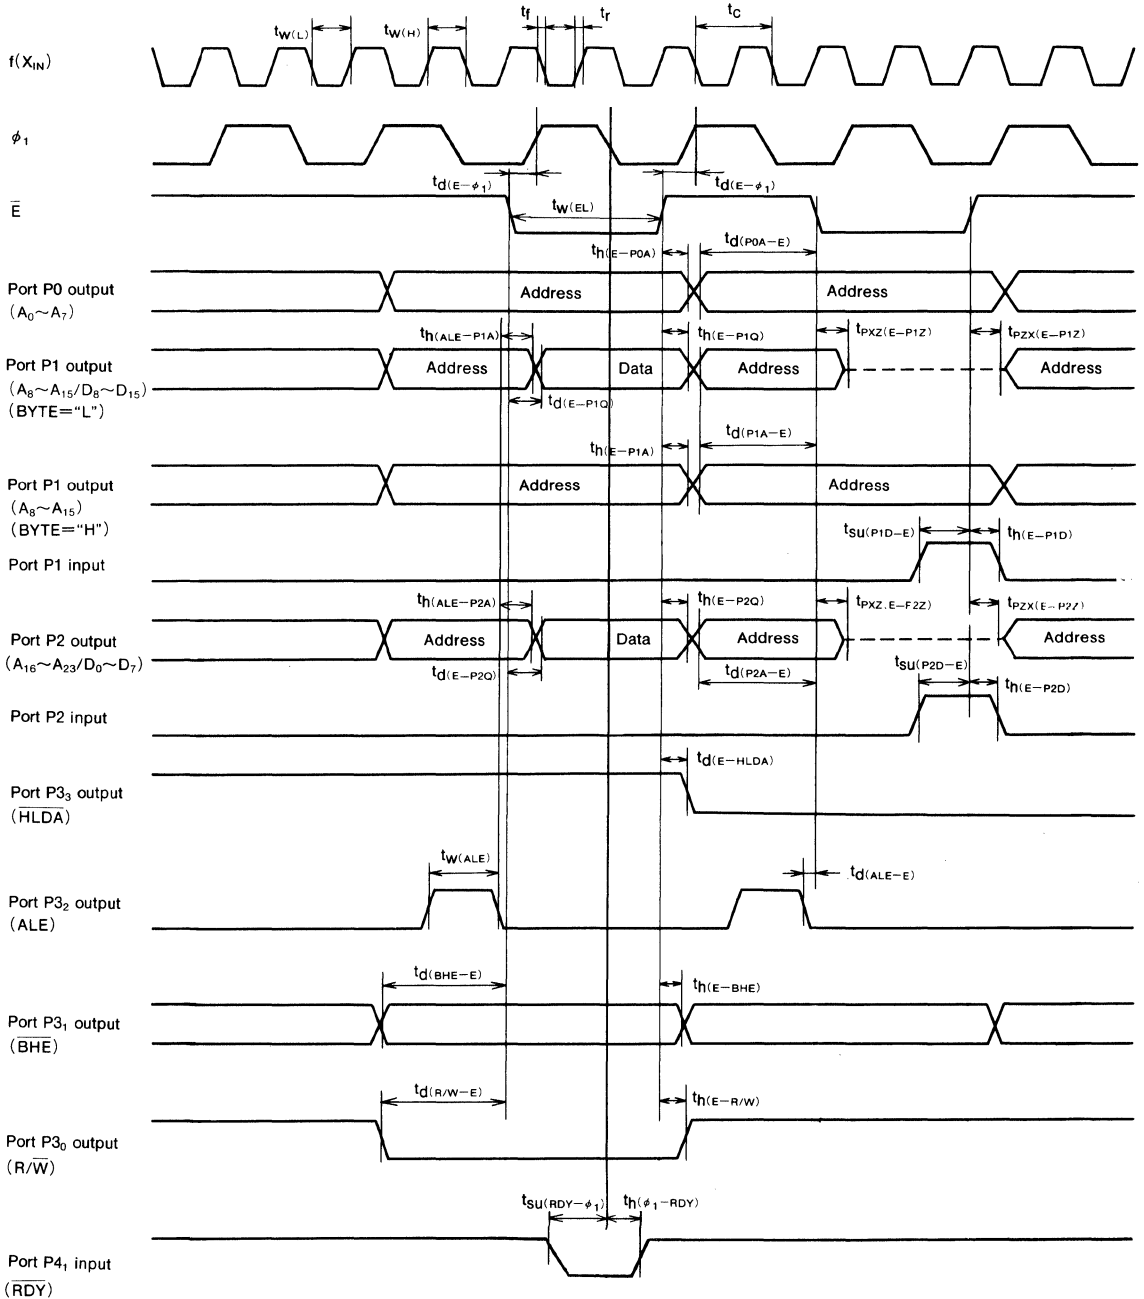 tf tr tC
tW(L) tW(H)
f(XIN)
ϕ1
td(E−ϕ1) td(E−ϕ1)
E̅ tW(EL)
th(E−P0A) td(P0A−E)
Port P0 output Address Address
(A0∼A7)
th(ALE−P1A) th(E−P1Q) tPXZ(E−P1Z) tPZX(E−P1Z)
Port P1 output Address Data Address Address
(A8∼A15/D8∼D15)
(BYTE=“L”) td(E−P1Q)
th(E−P1A) td(P1A−E)
Port P1 output Address Address
(A8∼A15)
(BYTE=“H”)
tSU(P1D−E) th(E−P1D)
Port P1 input
th(ALE−P2A) th(E−P2Q) tPXZ(E−P2Z) tPZX(E−P2Z)
Port P2 output Address Data Address Address
(A16∼A23/D0∼D7)
td(E−P2Q) td(P2A−E) tSU(P2D−E) th(E−P2D)
Port P2 input
td(E−HLDA)
Port P33 output
(H̅L̅D̅A̅)
tW(ALE) td(ALE−E)
Port P32 output
(ALE)
td(BHE−E) th(E−BHE)
Port P31 output
(B̅H̅E̅)
td(R/W−E) th(E−R/W)
Port P30 output
(R/W̅)
tSU(RDY−ϕ1) th(ϕ1−RDY)
Port P41 input
(R̅D̅Y̅)